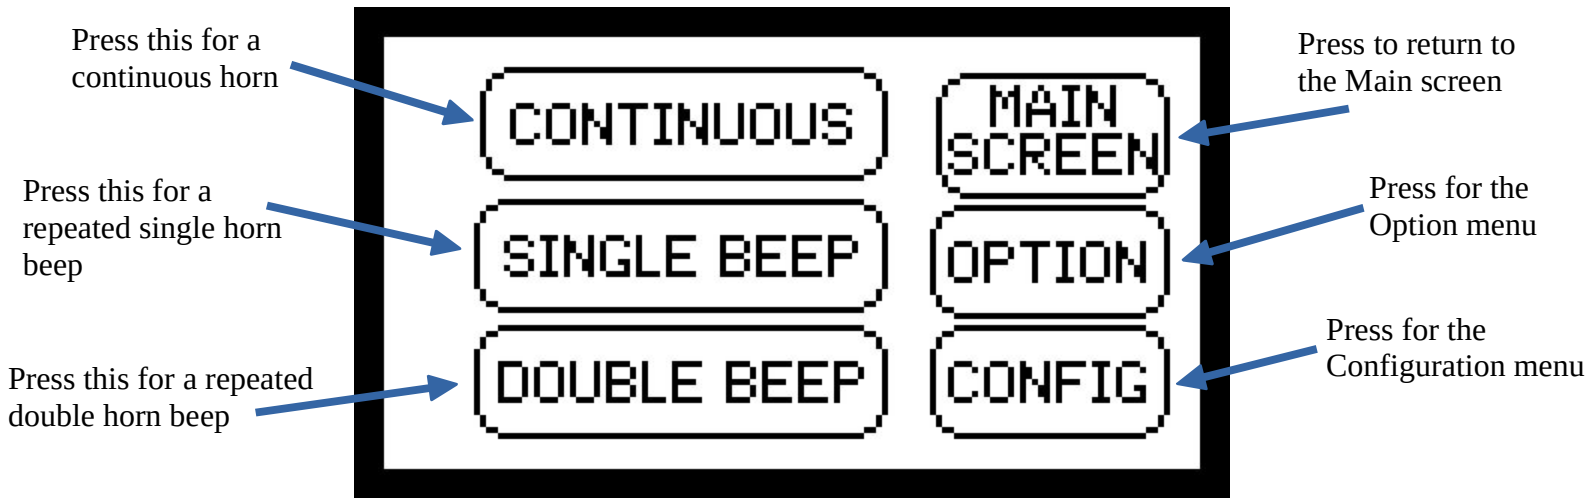 Press this for a
continuous horn
Press this for a
repeated single horn
beep
Press this for a repeated
double horn beep
CONTINUOUS
SINGLE BEEP
DOUBLE BEEP
MAIN
SCREEN
OPTION
CONFIG
Press to return to
the Main screen
Press for the
Option menu
Press for the
Configuration menu